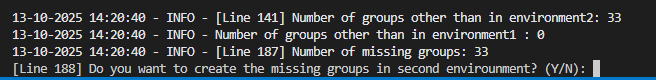 13-10-2025 14:20:40 - INFO - [Line 141] Number of groups other than in environment2: 33
13-10-2025 14:20:40 - INFO - Number of groups other than in environment1 : 0
13-10-2025 14:20:40 - INFO - [Line 187] Number of missing groups: 33
[Line 188] Do you want to create the missing groups in second envirounment? (Y/N):